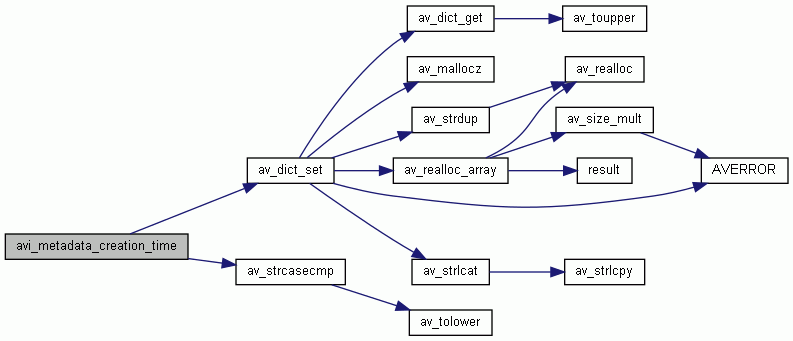 av_dict_get
av_toupper
av_mallocz
av_realloc
av_strdup
av_size_mult
av_dict_set
av_realloc_array
result
AVERROR
avi_metadata_creation_time
av_strcasecmp
av_strlcat
av_strlcpy
av_tolower